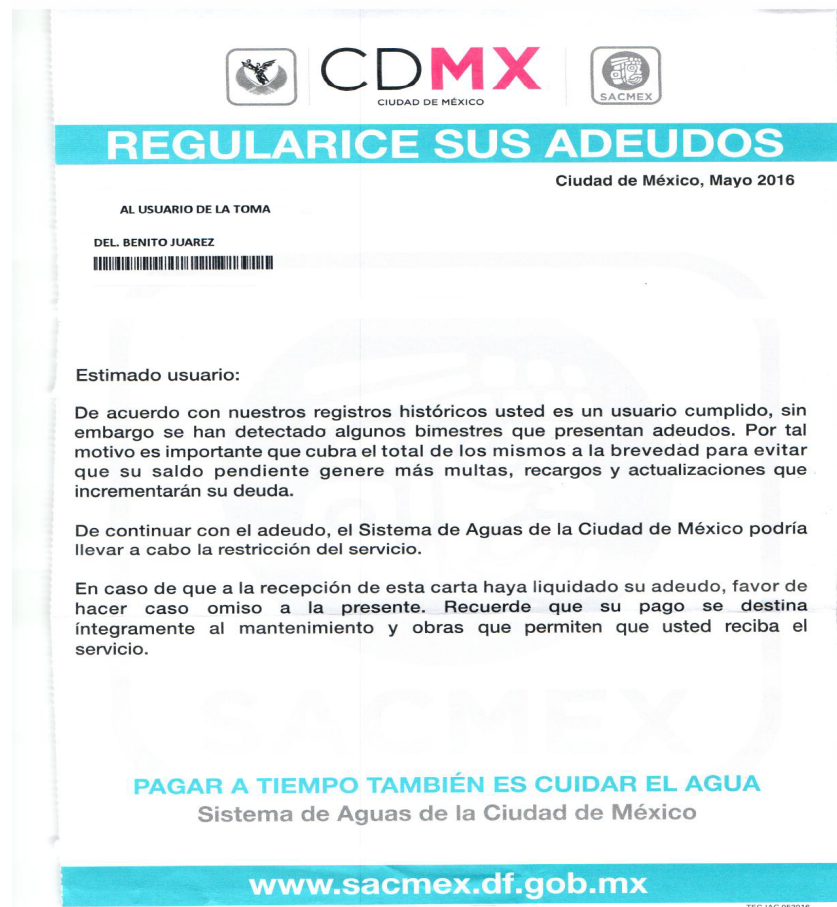 CDMX
CIUDAD DE MÉXICO
SACMEX
REGULARICE SUS ADEUDOS
Ciudad de México, Mayo 2016
AL USUARIO DE LA TOMA
DEL. BENITO JUAREZ
Estimado usuario:
De acuerdo con nuestros registros históricos usted es un usuario cumplido, sin
embargo se han detectado algunos bimestres que presentan adeudos. Por tal
motivo es importante que cubra el total de los mismos a la brevedad para evitar
que su saldo pendiente genere más multas, recargos y actualizaciones que
incrementarán su deuda.
De continuar con el adeudo, el Sistema de Aguas de la Ciudad de México podría
llevar a cabo la restricción del servicio.
En caso de que a la recepción de esta carta haya liquidado su adeudo, favor de
hacer caso omiso a la presente. Recuerde que su pago se destina
íntegramente al mantenimiento y obras que permiten que usted reciba el
servicio.
SACMEX
PAGAR A TIEMPO TAMBIÉN ES CUIDAR EL AGUA
Sistema de Aguas de la Ciudad de México
www.sacmex.df.gob.mx